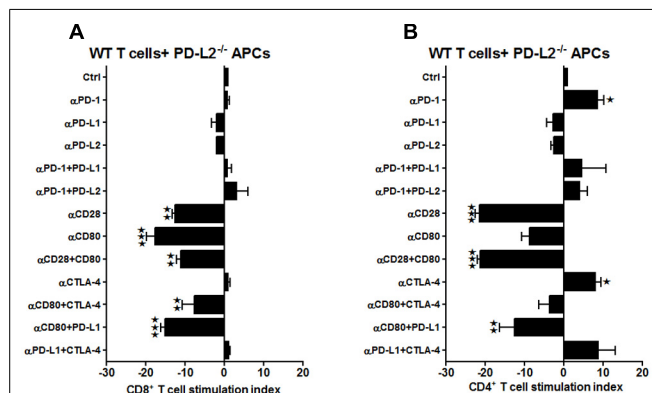 A
WT T cells+ PD-L2-/- APCs
Ctrl
αPD-1
αPD-L1
αPD-L2
αPD-1+PD-L1
αPD-1+PD-L2
αCD28
αCD80
αCD28+CD80
αCTLA-4
αCD80+CTLA-4
αCD80+PD-L1
αPD-L1+CTLA-4
-30 -20 -10 0 10 20
CD8+ T cell stimulation index
B
WT T cells+ PD-L2-/- APCs
Ctrl
αPD-1
αPD-L1
αPD-L2
αPD-1+PD-L1
αPD-1+PD-L2
αCD28
αCD80
αCD28+CD80
αCTLA-4
αCD80+CTLA-4
αCD80+PD-L1
αPD-L1+CTLA-4
-30 -20 -10 0 10 20
CD4+ T cell stimulation index